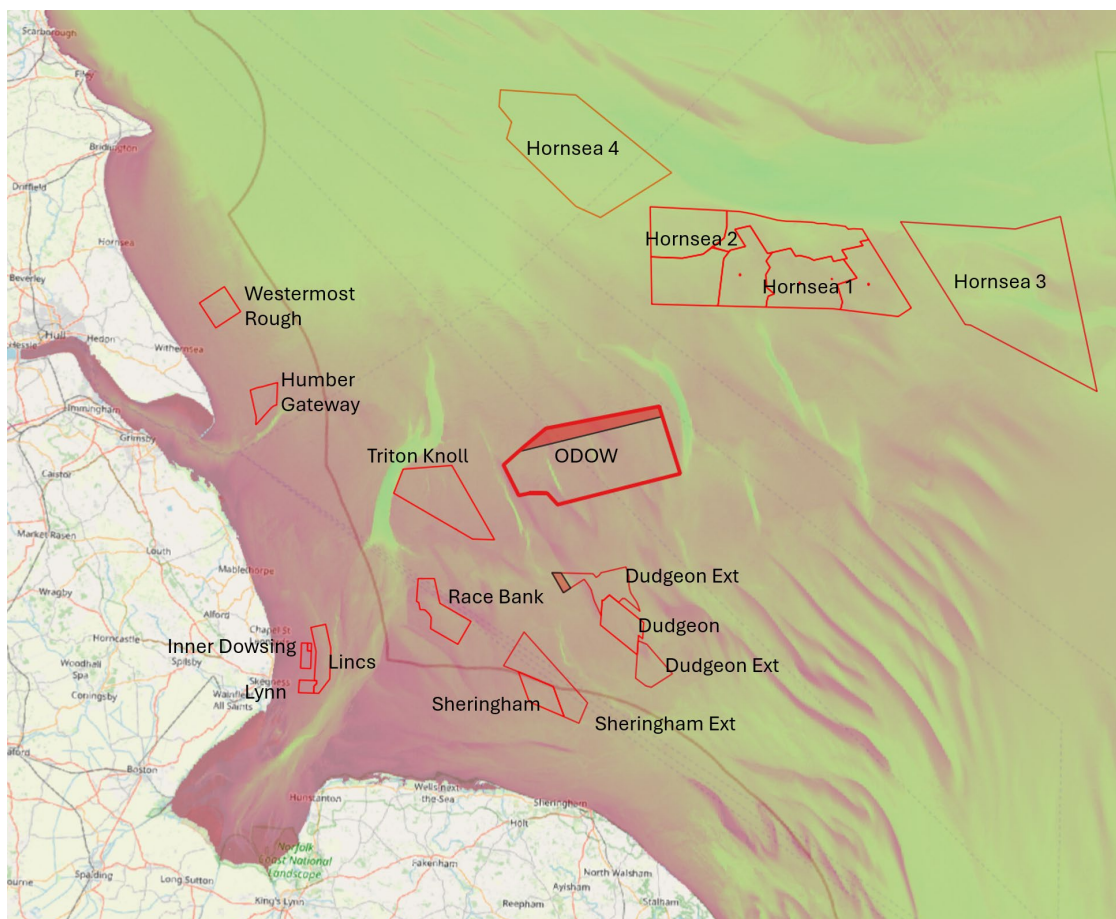 Scarborough
Filey
Hornsea 4
Bridlington
Driffield
Hornsea
Hornsea 2
Beverley
Hornsea 1
Hornsea 3
Westermost
Rough
Hull
Hessle
Hedon
Withernsea
Humber
Gateway
Immingham
Grimsby
Triton Knoll
ODOW
Caistor
Market Rasen
Louth
Mablethorpe
Dudgeon Ext
Wragby
Race Bank
Alford
Dudgeon
Chapel St
Horncastle
Inner Dowsing
Spilsby
Lincs
Dudgeon Ext
Woodhall
Spa
Skegness
Lynn
Coningsby
Wainfleet
All Saints
Sheringham
Sheringham Ext
Boston
Wells-next
-the-Sea
Hunstanton
Sheringham
Holt
Norfolk
Coast National
Landscape
Fakenham
North Walsham
Spalding
Long Sutton
Aylsham
King's Lynn
Reepham
Stalham